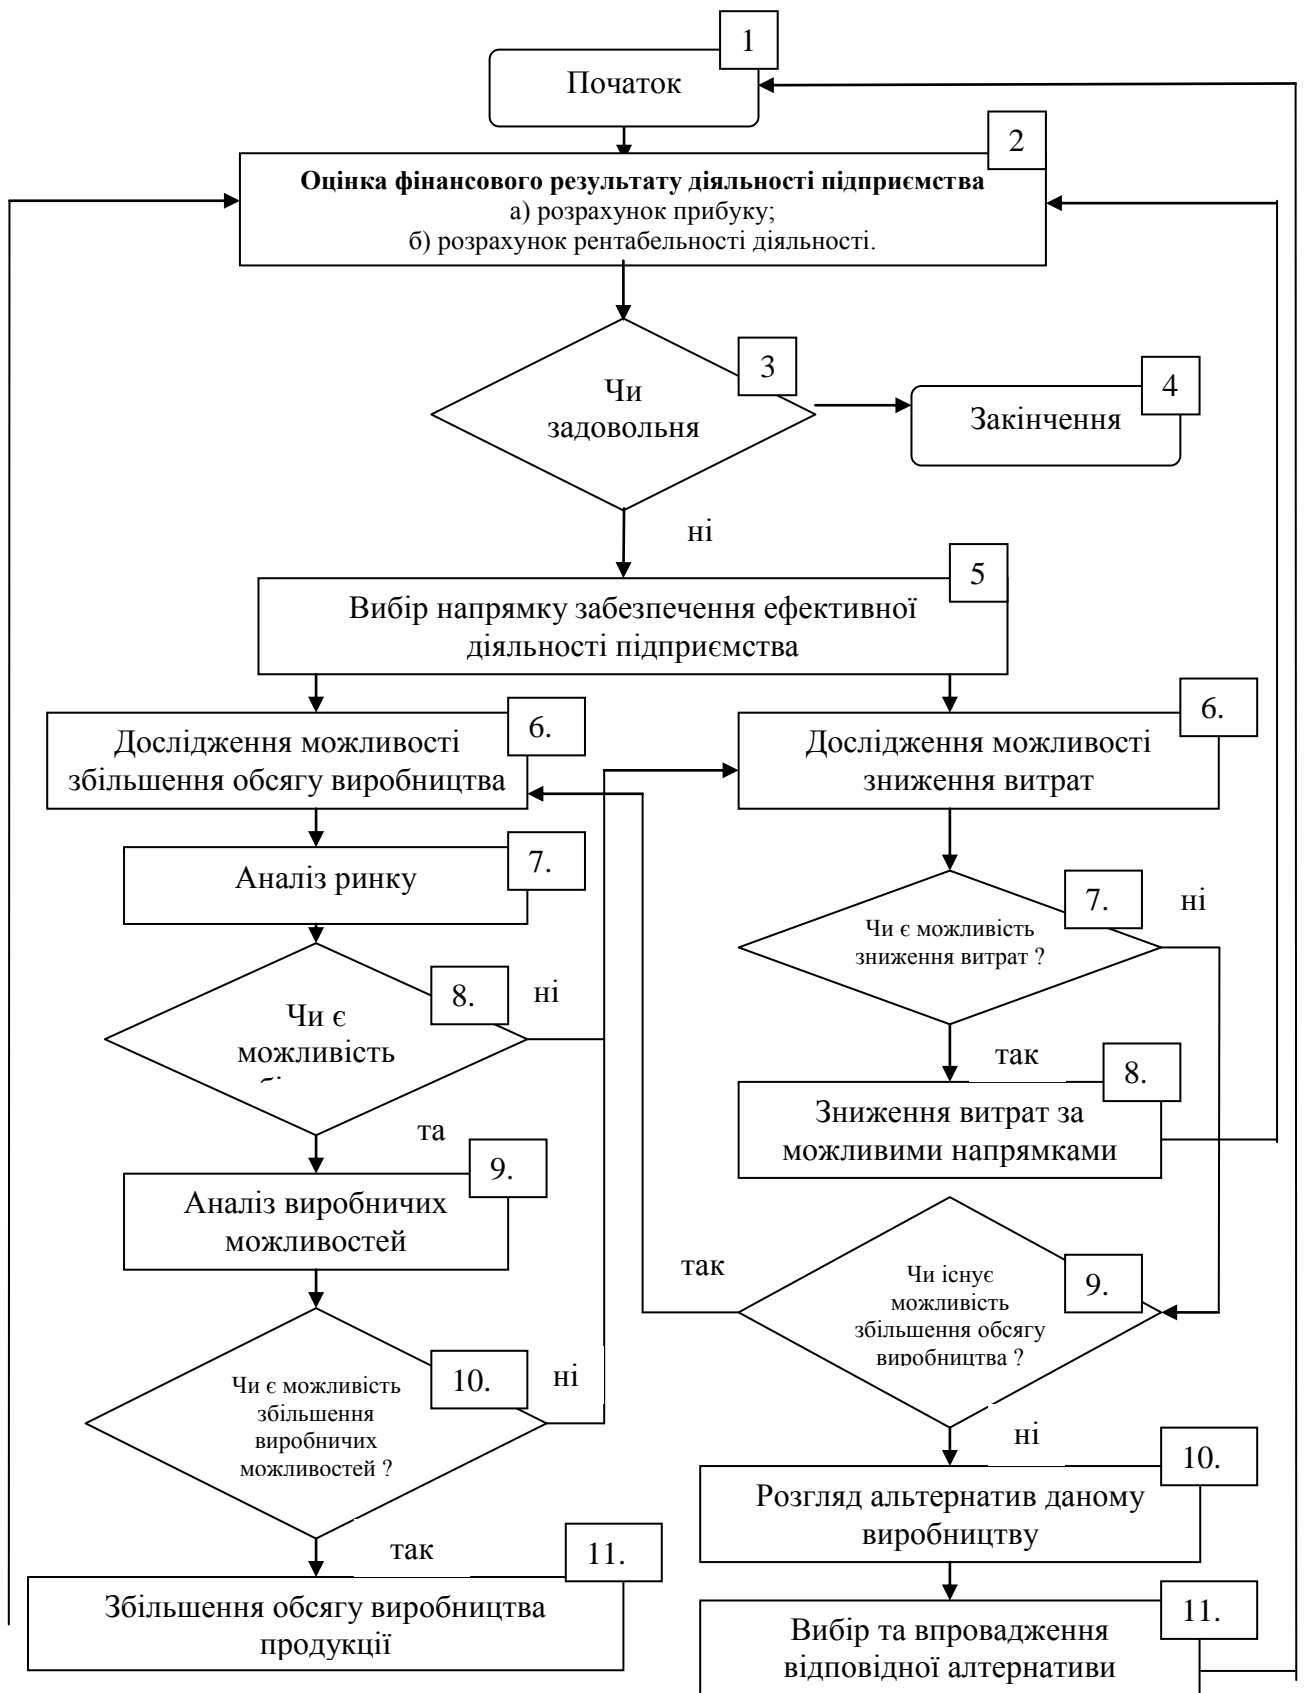 1
Початок
2
Оцінка фінансового результату діяльності підприємства
а) розрахунок прибуку;
б) розрахунок рентабельності діяльності.
3
Чи
задовольня
4
Закінчення
ні
5
Вибір напрямку забезпечення ефективної
діяльності підприємства
6.
Дослідження можливості
збільшення обсягу виробництва
6.
Дослідження можливості
зниження витрат
7.
Аналіз ринку
7.
ні
Чи є можливість
зниження витрат ?
8.
ні
Чи є
можливість
так
8.
Зниження витрат за
можливими напрямками
та
9.
Аналіз виробничих
можливостей
так
9.
Чи існує
можливість
збільшення обсягу
виробництва ?
10.
ні
Чи є можливість
збільшення
виробничих
можливостей ?
ні
10.
Розгляд альтернатив даному
виробництву
так
11.
Збільшення обсягу виробництва
продукції
11.
Вибір та впровадження
відповідної алтернативи